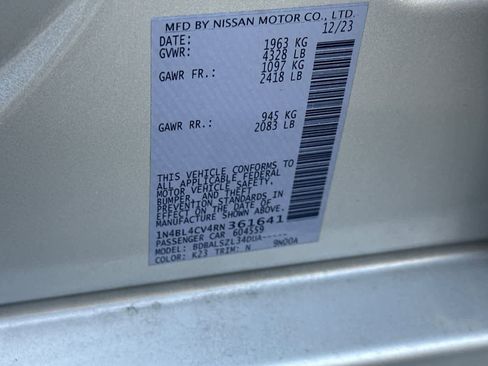 MFD BY NISSAN MOTOR CO., LTD.
12/23
DATE:
GVWR: 1963 KG
4328 LB
GAWR FR.: 1097 KG
2418 LB
GAWR RR.: 945 KG
2083 LB
THIS VEHICLE CONFORMS TO
ALL APPLICABLE FEDERAL
MOTOR VEHICLE SAFETY,
BUMPER, AND THEFT
PREVENTION STANDARDS IN
EFFECT ON THE DATE OF
MANUFACTURE SHOWN ABOVE.
1N4BL4CV4RN361641
PASSENGER CAR 604559
MODEL:
COLOR: K23 TRIM: N 9N00A